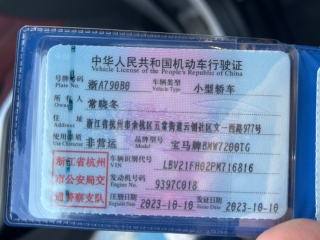 中华人民共和国机动车行驶证
Vehicle License of the People's Republic of China
号牌号码 浙A790B0 车辆类型 小型轿车
Plate No. Vehicle Type
所有人 常晓冬
Owner
住址 浙江省杭州市余杭区五常街道云创社区文一西路977号
Address
使用性质 非营运 品牌型号 宝马牌BMW7200TG
Use Character Model
浙江省杭州 车辆识别代号 LBV21FH02PM716816
VIN
市公安局交 发动机号码 9397C018
Engine No.
通警察支队 注册日期 2023-10-10 发证日期 2023-10-10
Register Date Issue Date